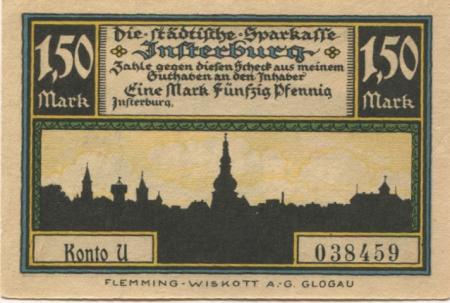 1,50 Mark
Die städtische Sparkasse
Insterburg
Zahle gegen diesen Scheck aus meinem
Guthaben an den Inhaber
Eine Mark Fünfzig Pfennig
Insterburg.
1,50 Mark
Konto U
038459
FLEMMING-WISKOTT A.-G. GLOGAU